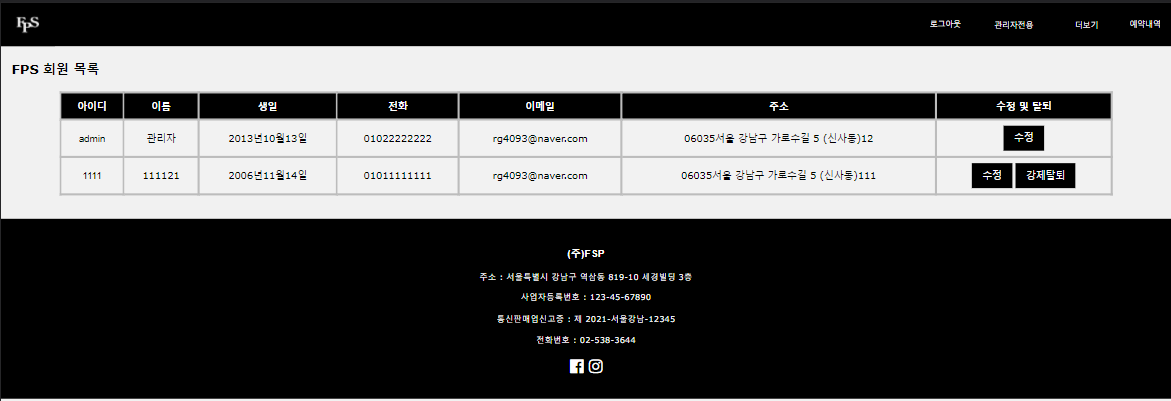 FPS 로그아웃 관리자전용 더보기 예약내역
FPS 회원 목록
아이디 이름 생일 전화 이메일 주소 수정 및 탈퇴
admin 관리자 2013년10월13일 01022222222 rg4093@naver.com 06035서울 강남구 가로수길 5 (신사동)12 수정
1111 111121 2006년11월14일 01011111111 rg4093@naver.com 06035서울 강남구 가로수길 5 (신사동)111 수정 강제탈퇴
(주)FSP
주소 : 서울특별시 강남구 역삼동 819-10 세경빌딩 3층
사업자등록번호 : 123-45-67890
통신판매업신고증 : 제 2021-서울강남-12345
전화번호 : 02-538-3644